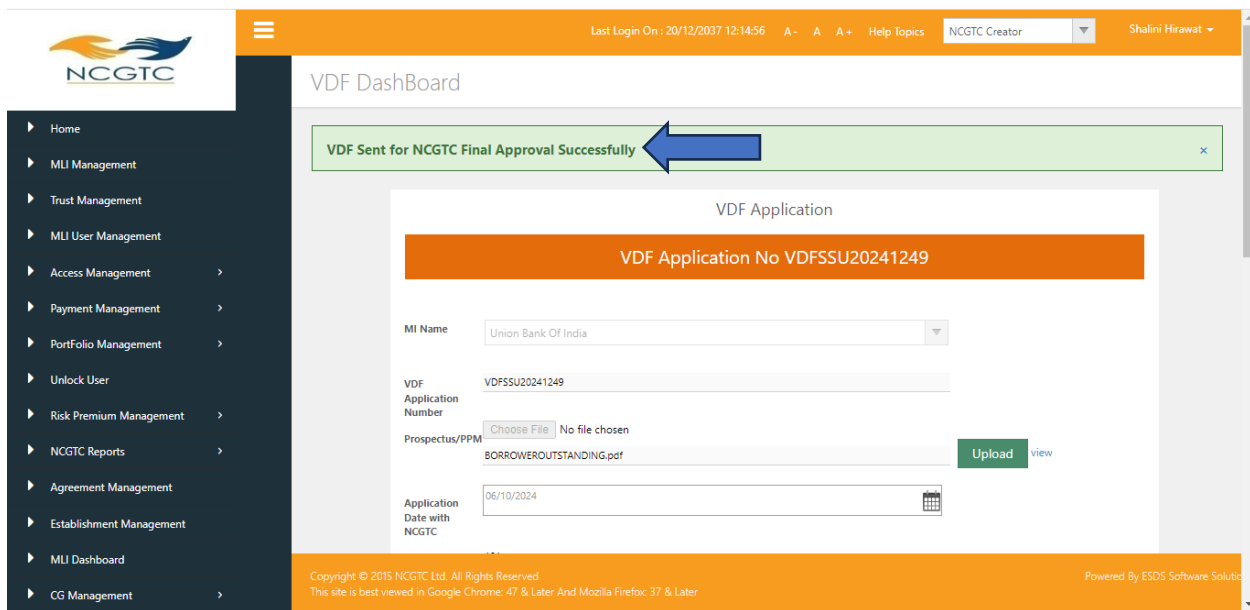 NCGTC
Last Login On : 20/12/2037 12:14:56 A- A A+ Help Topics NCGTC Creator Shalini Hirawat
VDF DashBoard
Home
MLI Management
Trust Management
MLI User Management
Access Management
Payment Management
PortFolio Management
Unlock User
Risk Premium Management
NCGTC Reports
Agreement Management
Establishment Management
MLI Dashboard
CG Management
VDF Sent for NCGTC Final Approval Successfully ×
VDF Application
VDF Application No VDFSSU20241249
MI Name Union Bank Of India
VDF
Application
Number
VDFSSU20241249
Choose File No file chosen
Prospectus/PPM
BORROWEROUTSTANDING.pdf Upload view
Application
Date with
NCGTC
06/10/2024
Copyright © 2015 NCGTC Ltd. All Rights Reserved Powered By ESDS Software Solutio
This site is best viewed in Google Chrome: 47 & Later And Mozilla Firefox: 37 & Later